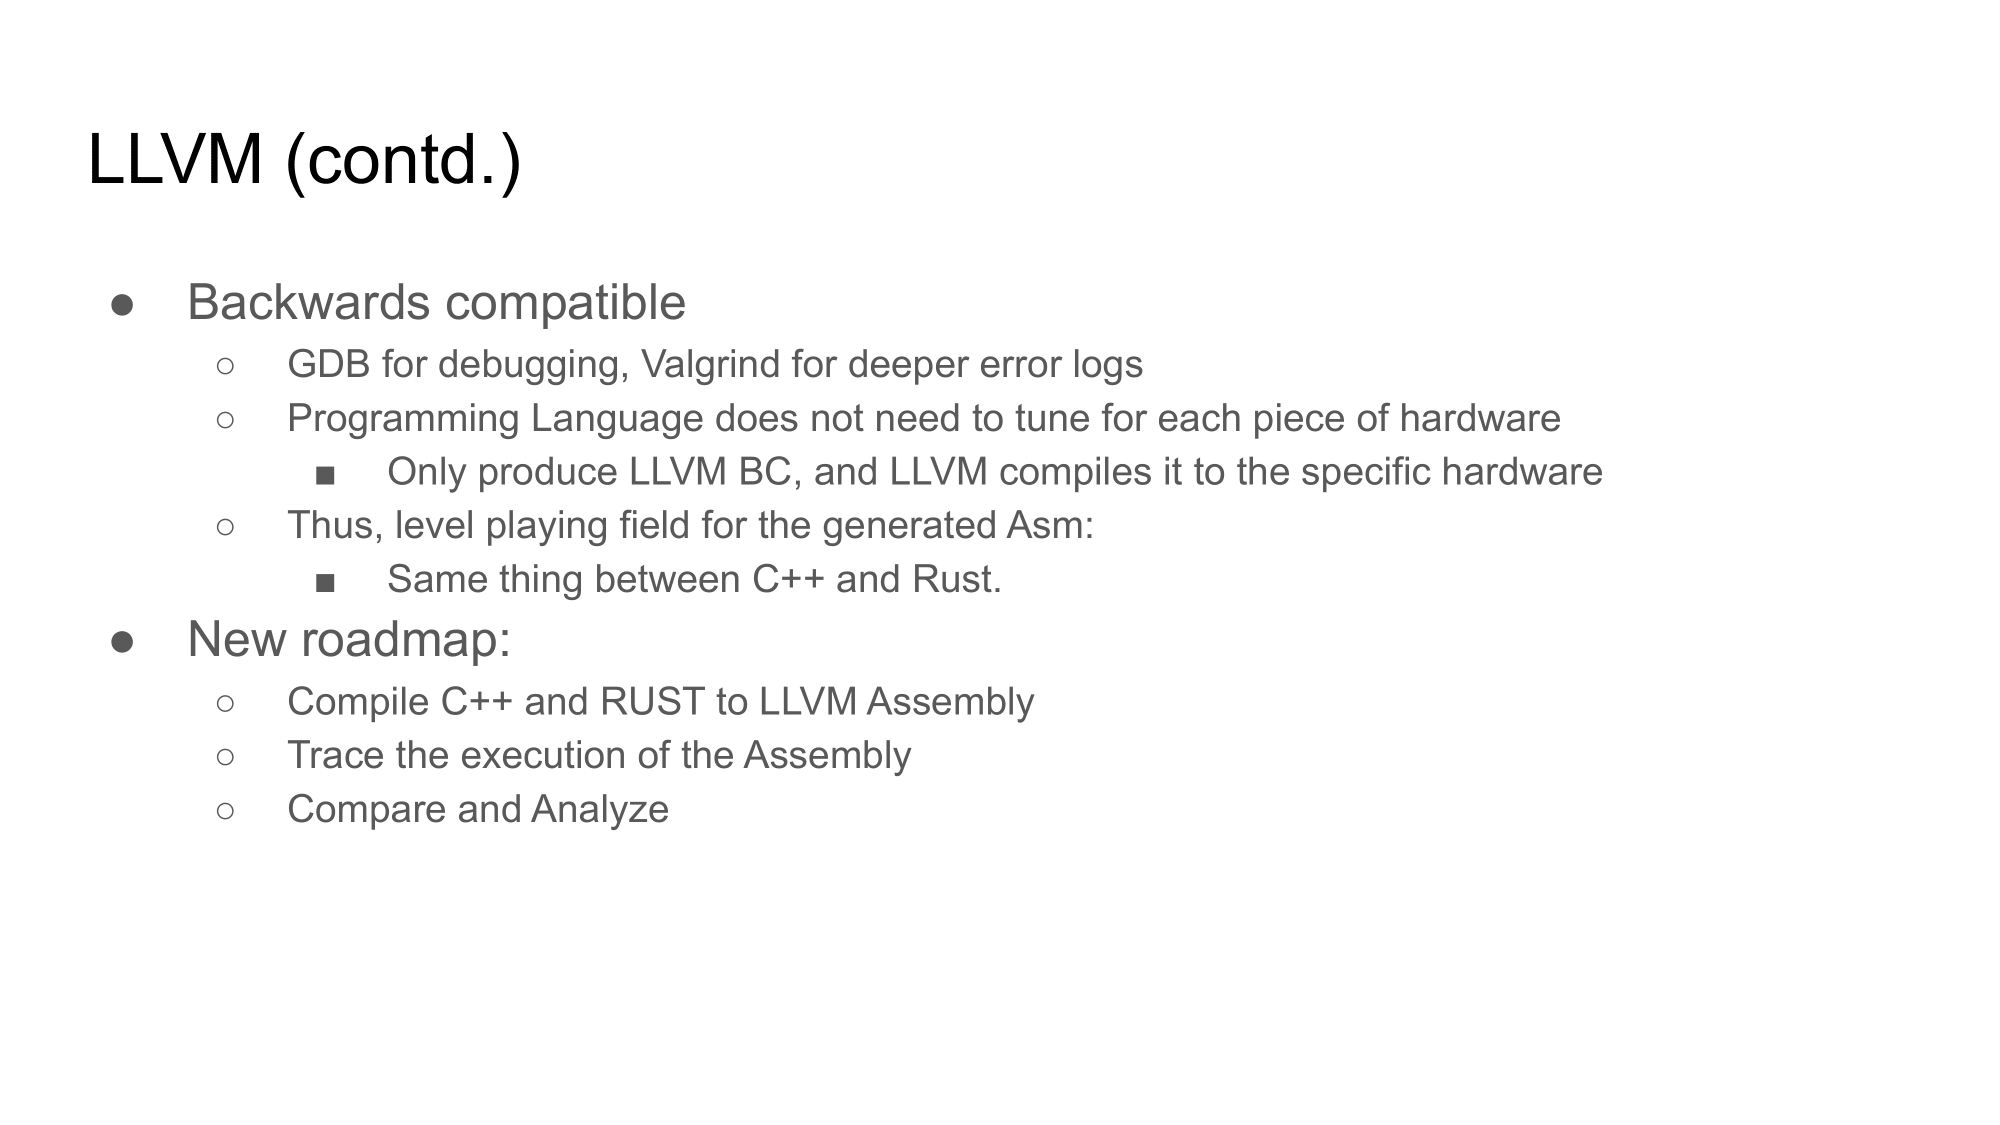 LLVM (contd.)
● Backwards compatible
○ GDB for debugging, Valgrind for deeper error logs
○ Programming Language does not need to tune for each piece of hardware
■ Only produce LLVM BC, and LLVM compiles it to the specific hardware
○ Thus, level playing field for the generated Asm:
■ Same thing between C++ and Rust.
● New roadmap:
○ Compile C++ and RUST to LLVM Assembly
○ Trace the execution of the Assembly
○ Compare and Analyze